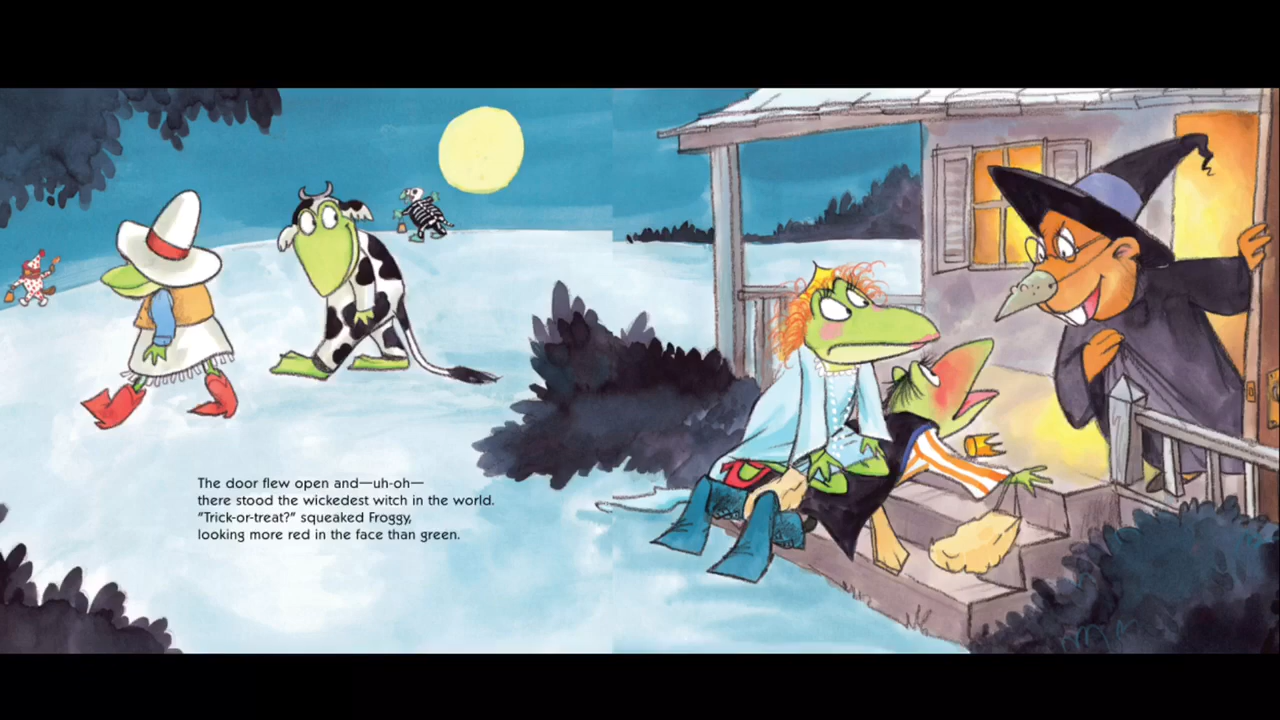 The door flew open and—uh-oh—
there stood the wickedest witch in the world.
"Trick-or-treat?" squeaked Froggy,
looking more red in the face than green.